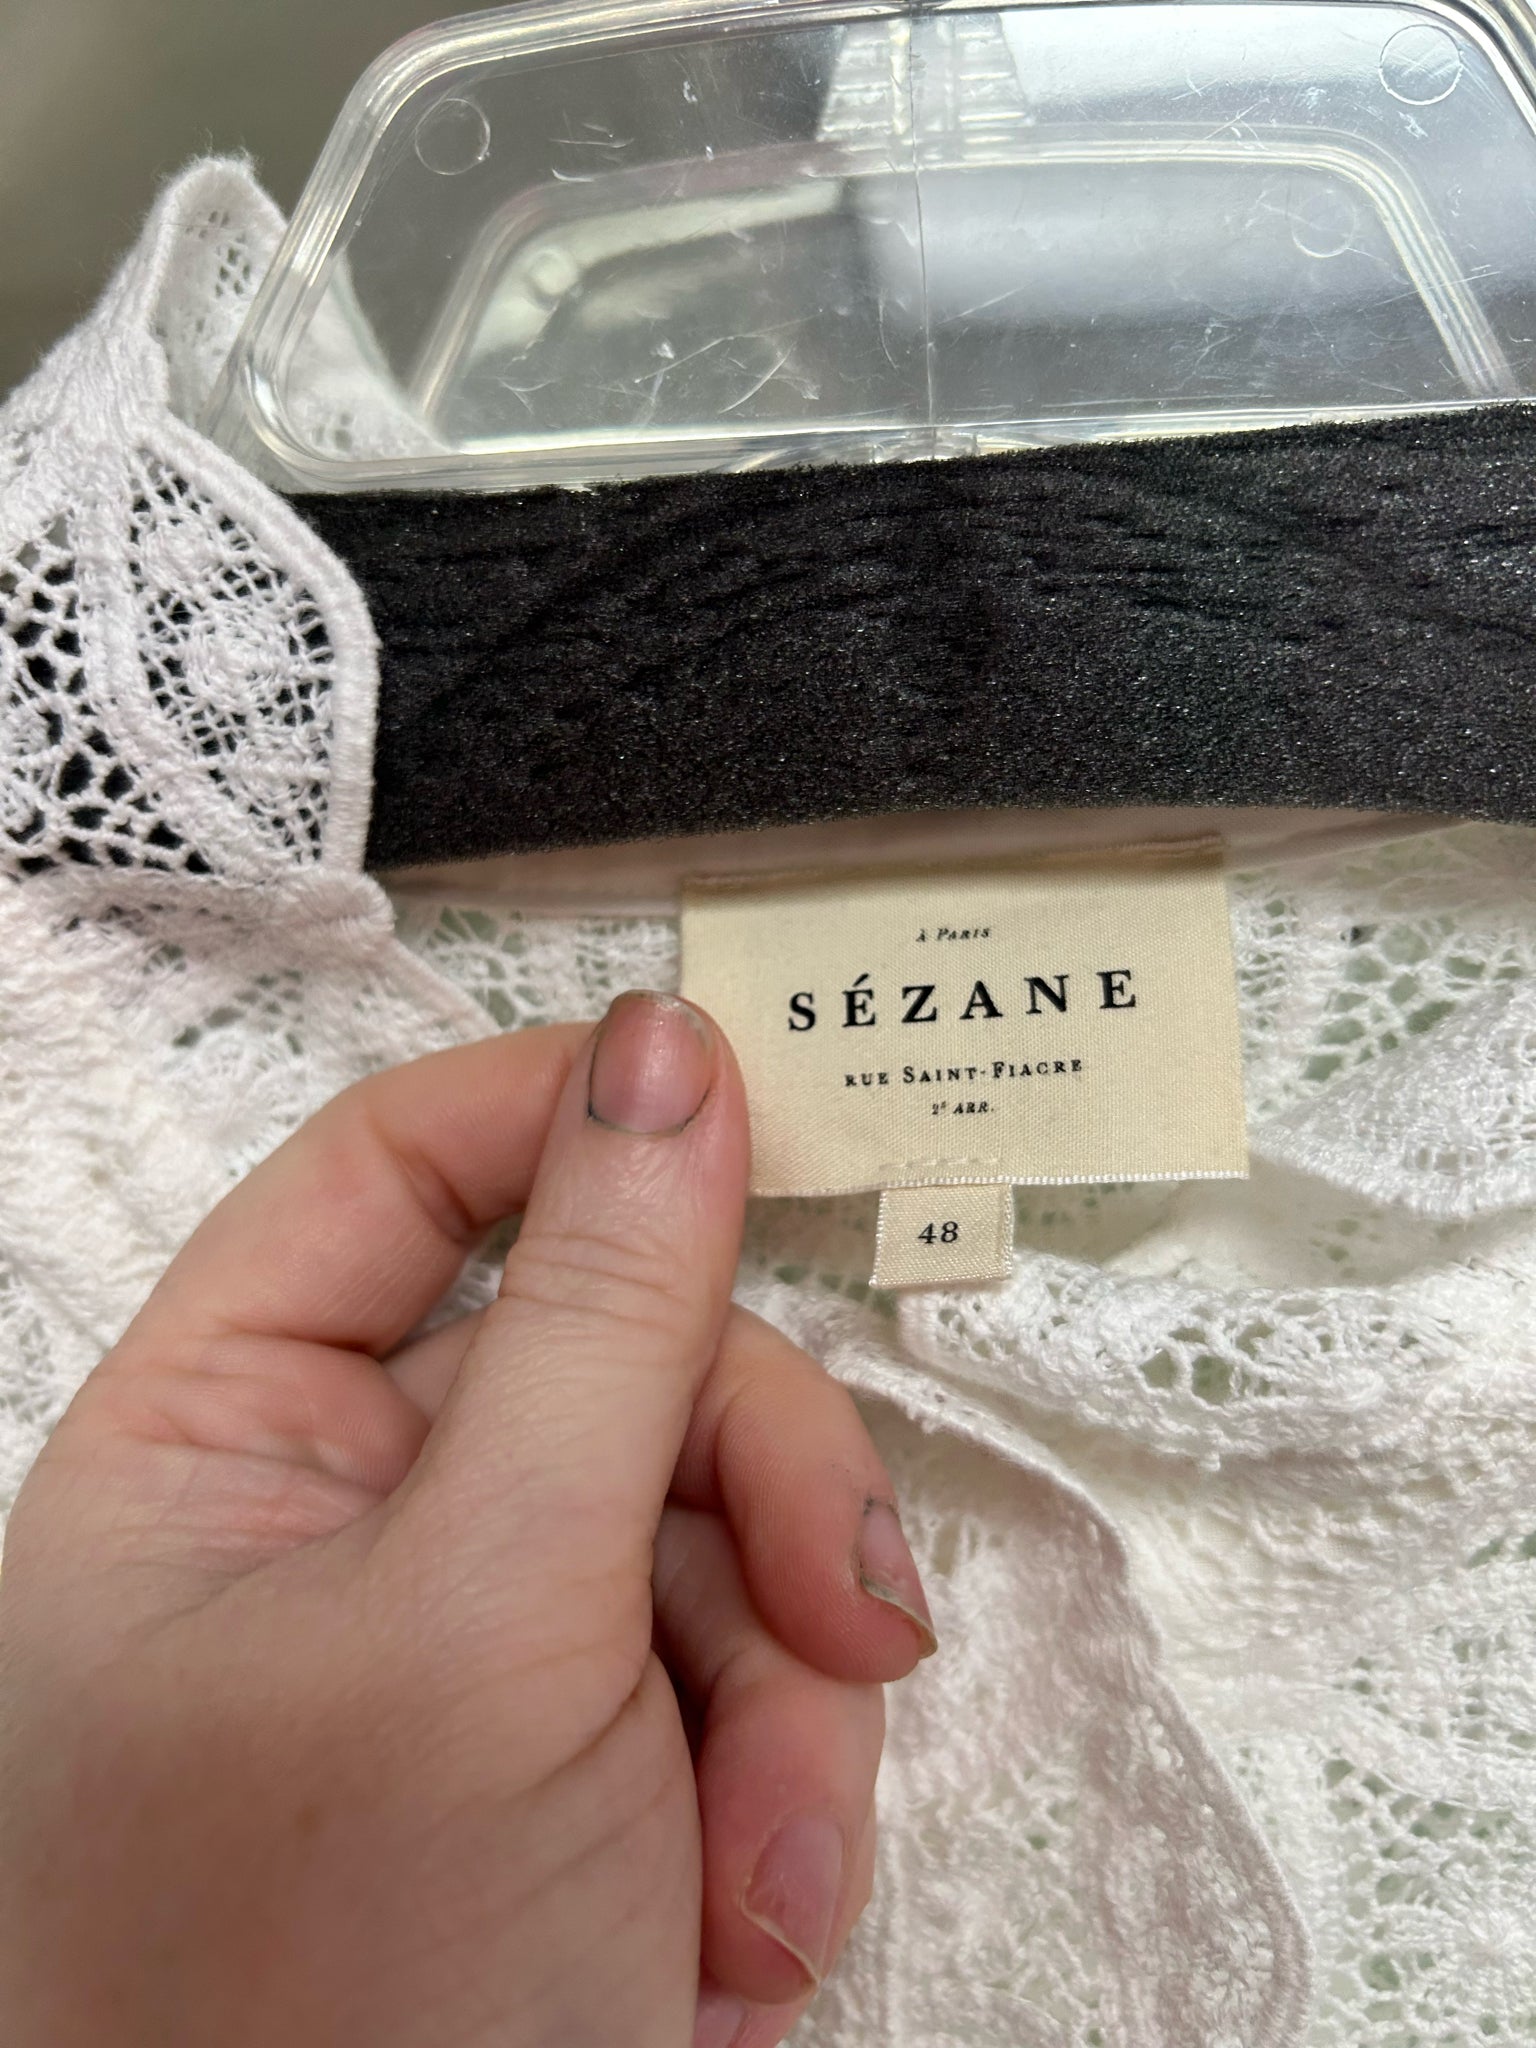 À PARIS
SÉZANE
RUE SAINT-FIACRE
2E ARR.
48